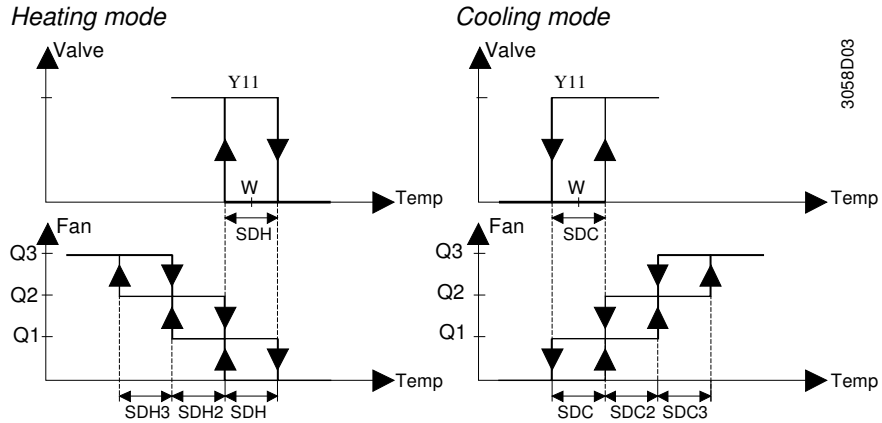 Heating mode
Valve
Y11
W
Temp
SDH
Fan
Q3
Q2
Q1
Temp
SDH3 SDH2 SDH
Cooling mode
Valve
Y11
W
Temp
SDC
Fan
Q3
Q2
Q1
Temp
SDC SDC2 SDC3
3058D03